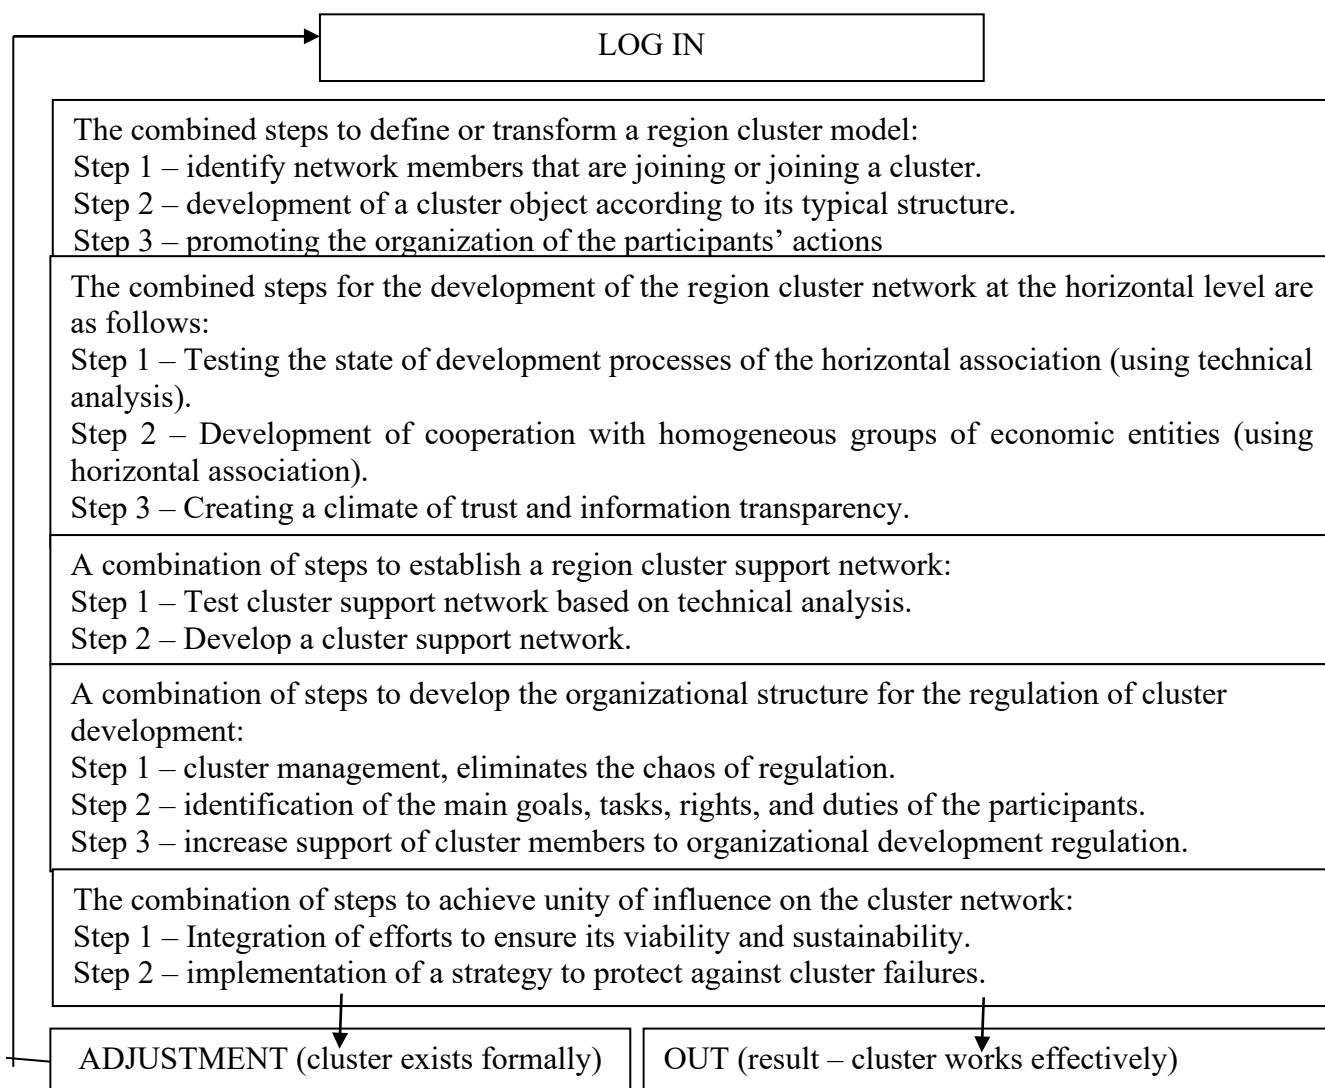 LOG IN
The combined steps to define or transform a region cluster model:
Step 1 – identify network members that are joining or joining a cluster.
Step 2 – development of a cluster object according to its typical structure.
Step 3 – promoting the organization of the participants’ actions
The combined steps for the development of the region cluster network at the horizontal level are
as follows:
Step 1 – Testing the state of development processes of the horizontal association (using technical
analysis).
Step 2 – Development of cooperation with homogeneous groups of economic entities (using
horizontal association).
Step 3 – Creating a climate of trust and information transparency.
A combination of steps to establish a region cluster support network:
Step 1 – Test cluster support network based on technical analysis.
Step 2 – Develop a cluster support network.
A combination of steps to develop the organizational structure for the regulation of cluster
development:
Step 1 – cluster management, eliminates the chaos of regulation.
Step 2 – identification of the main goals, tasks, rights, and duties of the participants.
Step 3 – increase support of cluster members to organizational development regulation.
The combination of steps to achieve unity of influence on the cluster network:
Step 1 – Integration of efforts to ensure its viability and sustainability.
Step 2 – implementation of a strategy to protect against cluster failures.
ADJUSTMENT (cluster exists formally)
OUT (result – cluster works effectively)